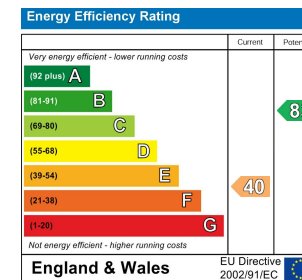 Energy Efficiency Rating
Current
Very energy efficient - lower running costs
(92 plus) A
(81-91) B
(69-80) C
(55-68) D
(39-54) E
40
(21-38) F
(1-20) G
Not energy efficient - higher running costs
England & Wales
EU Directive
2002/91/EC